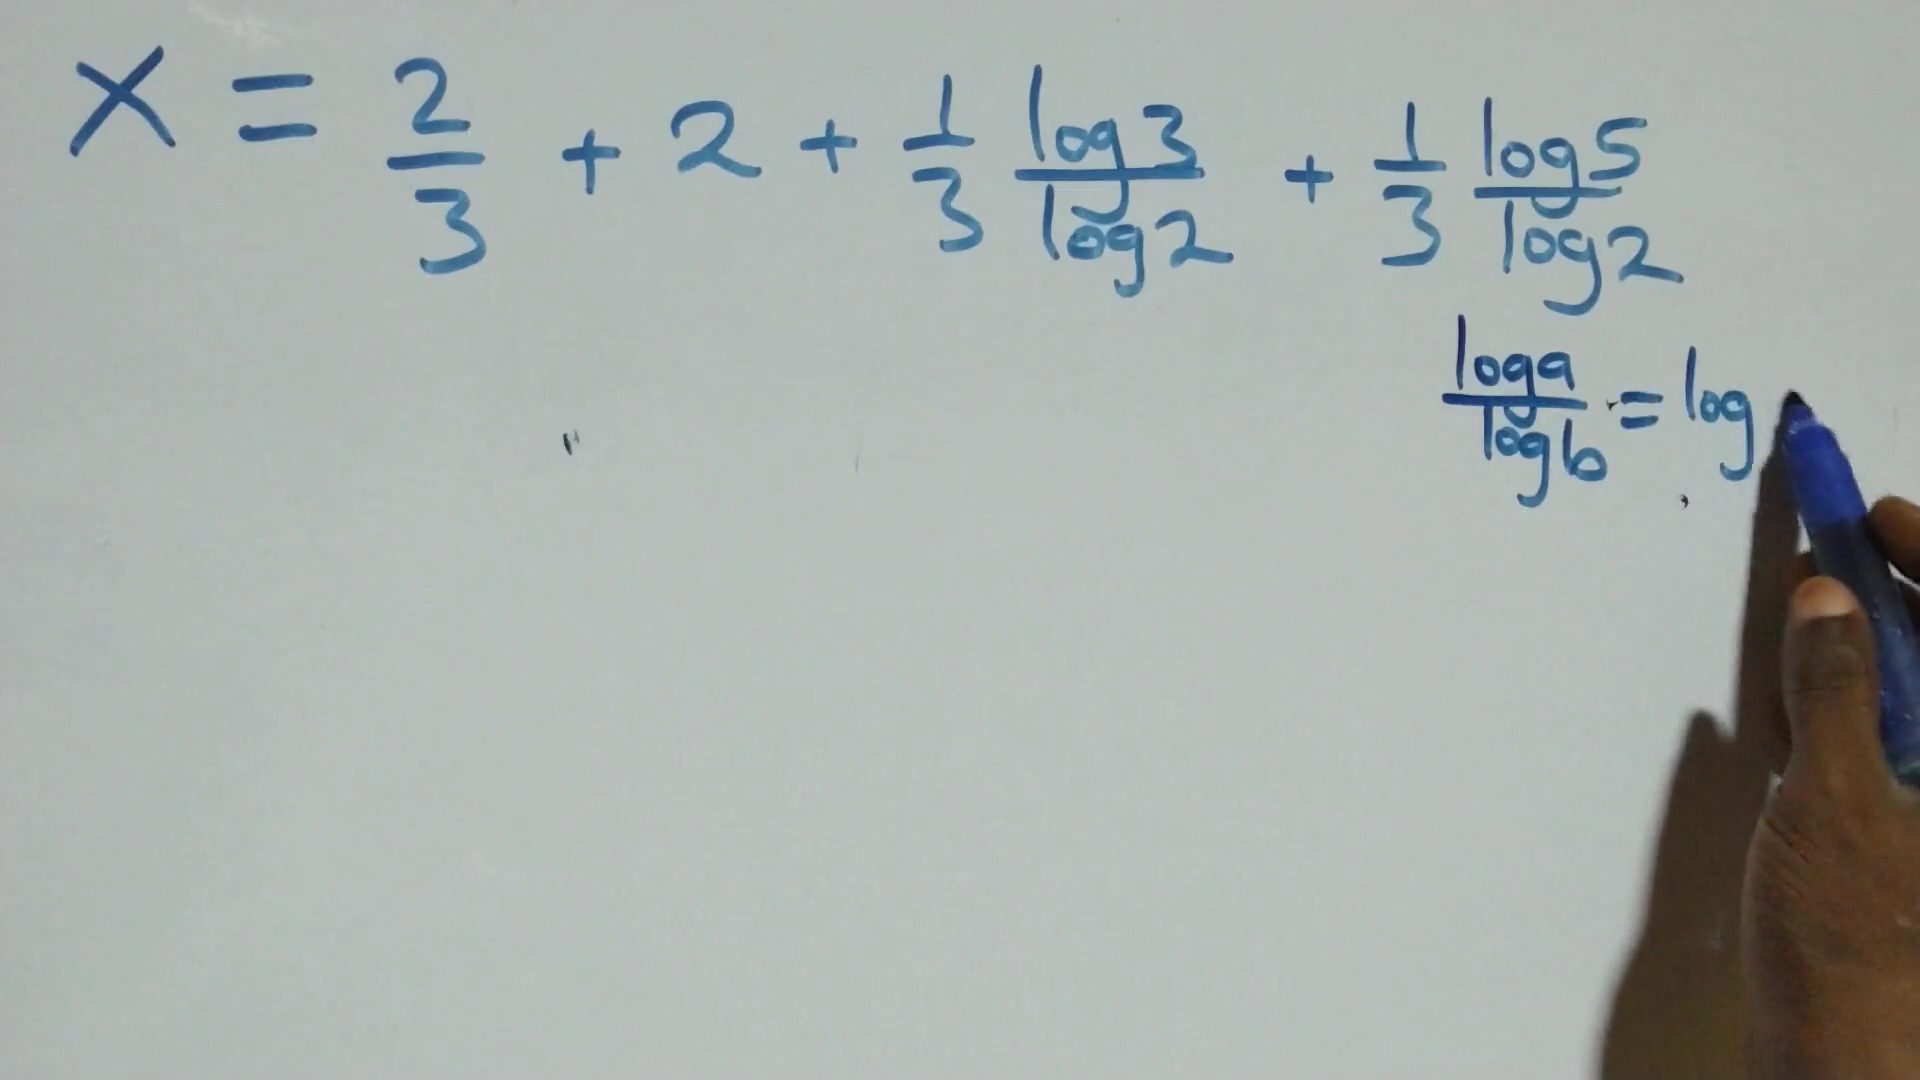 x = 2/3 + 2 + 1/3 log3/log2 + 1/3 log5/log2
loga/logb = log